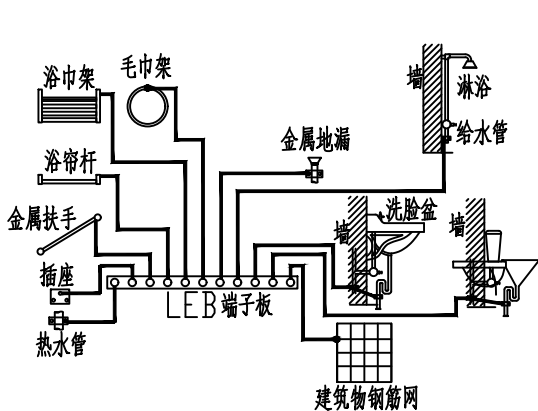 毛巾架
浴巾架
墙
淋浴
给水管
金属地漏
浴帘杆
金属扶手
洗脸盆
墙
墙
插座
LEB端子板
热水管
建筑物钢筋网